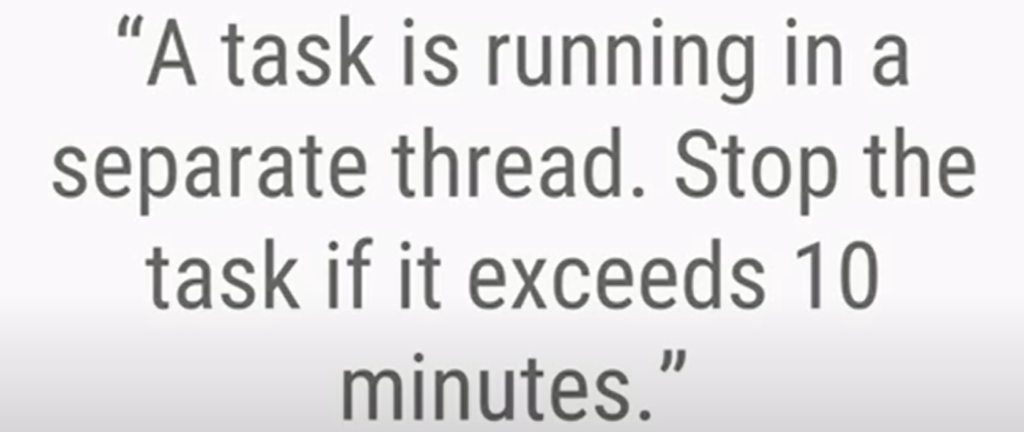 “A task is running in a
separate thread. Stop the
task if it exceeds 10
minutes.”